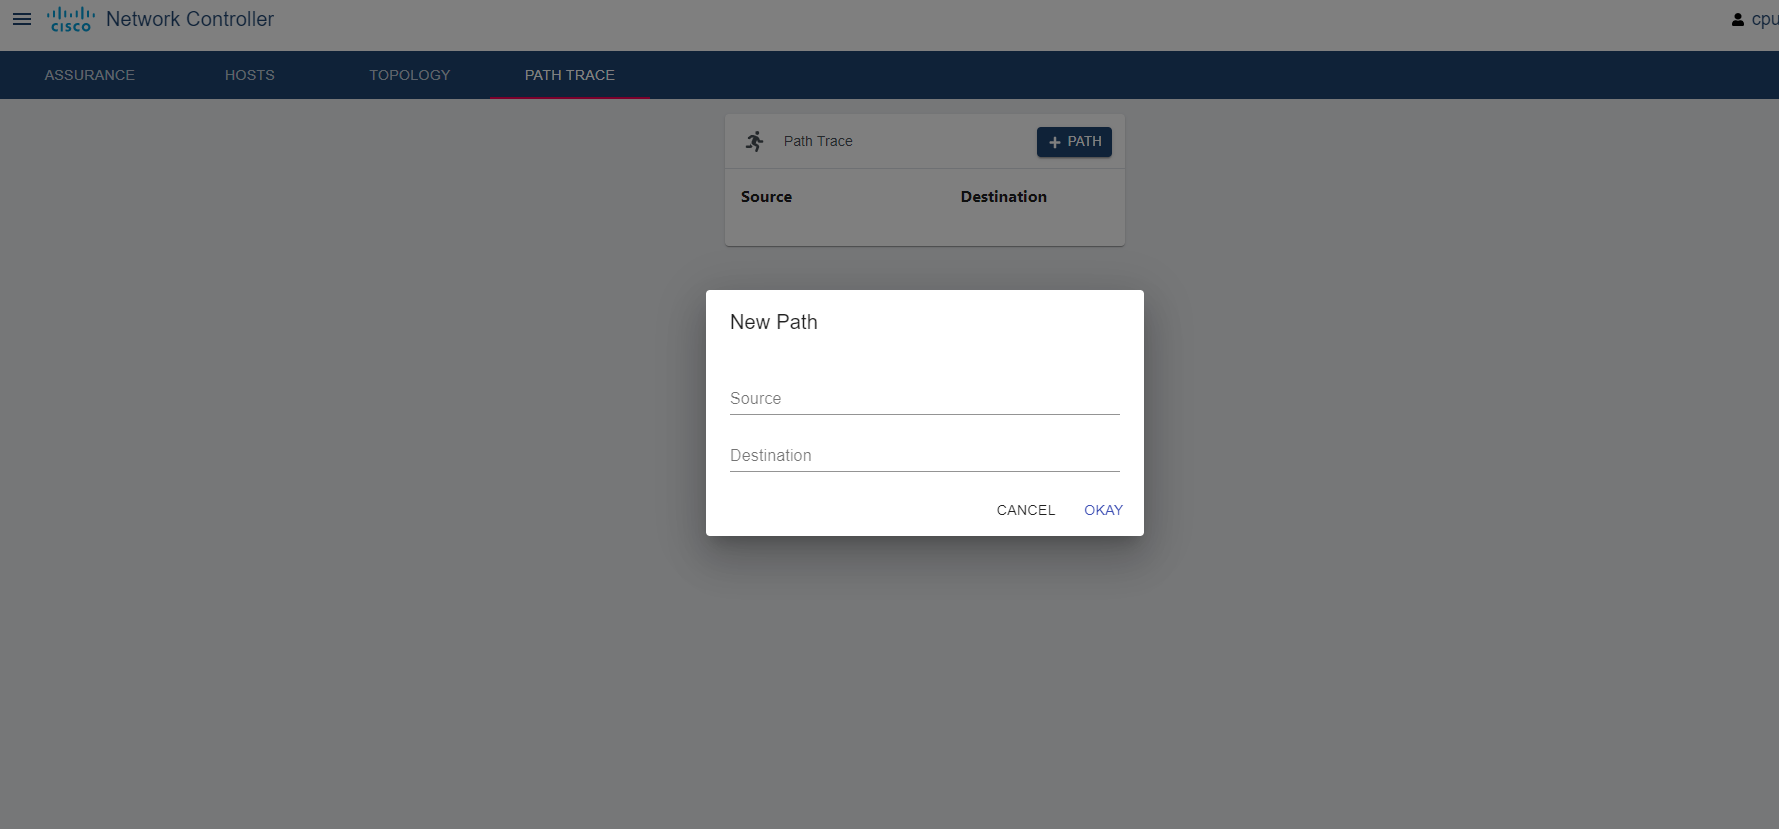 CISCO Network Controller
cpu
ASSURANCE HOSTS TOPOLOGY PATH TRACE
Path Trace + PATH
Source Destination
New Path
Source
Destination
CANCEL OKAY